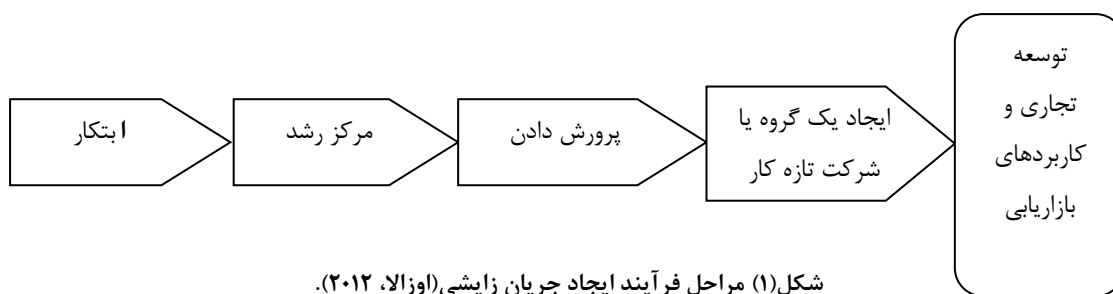 ابتکار
مرکز رشد
پرورش دادن
ایجاد یک گروه یا
شرکت تازه کار
توسعه
تجاری و
کاربردهای
بازاریابی
شکل(۱) مراحل فرآیند ایجاد جریان زایشی(اوزالا، ۲۰۱۲).